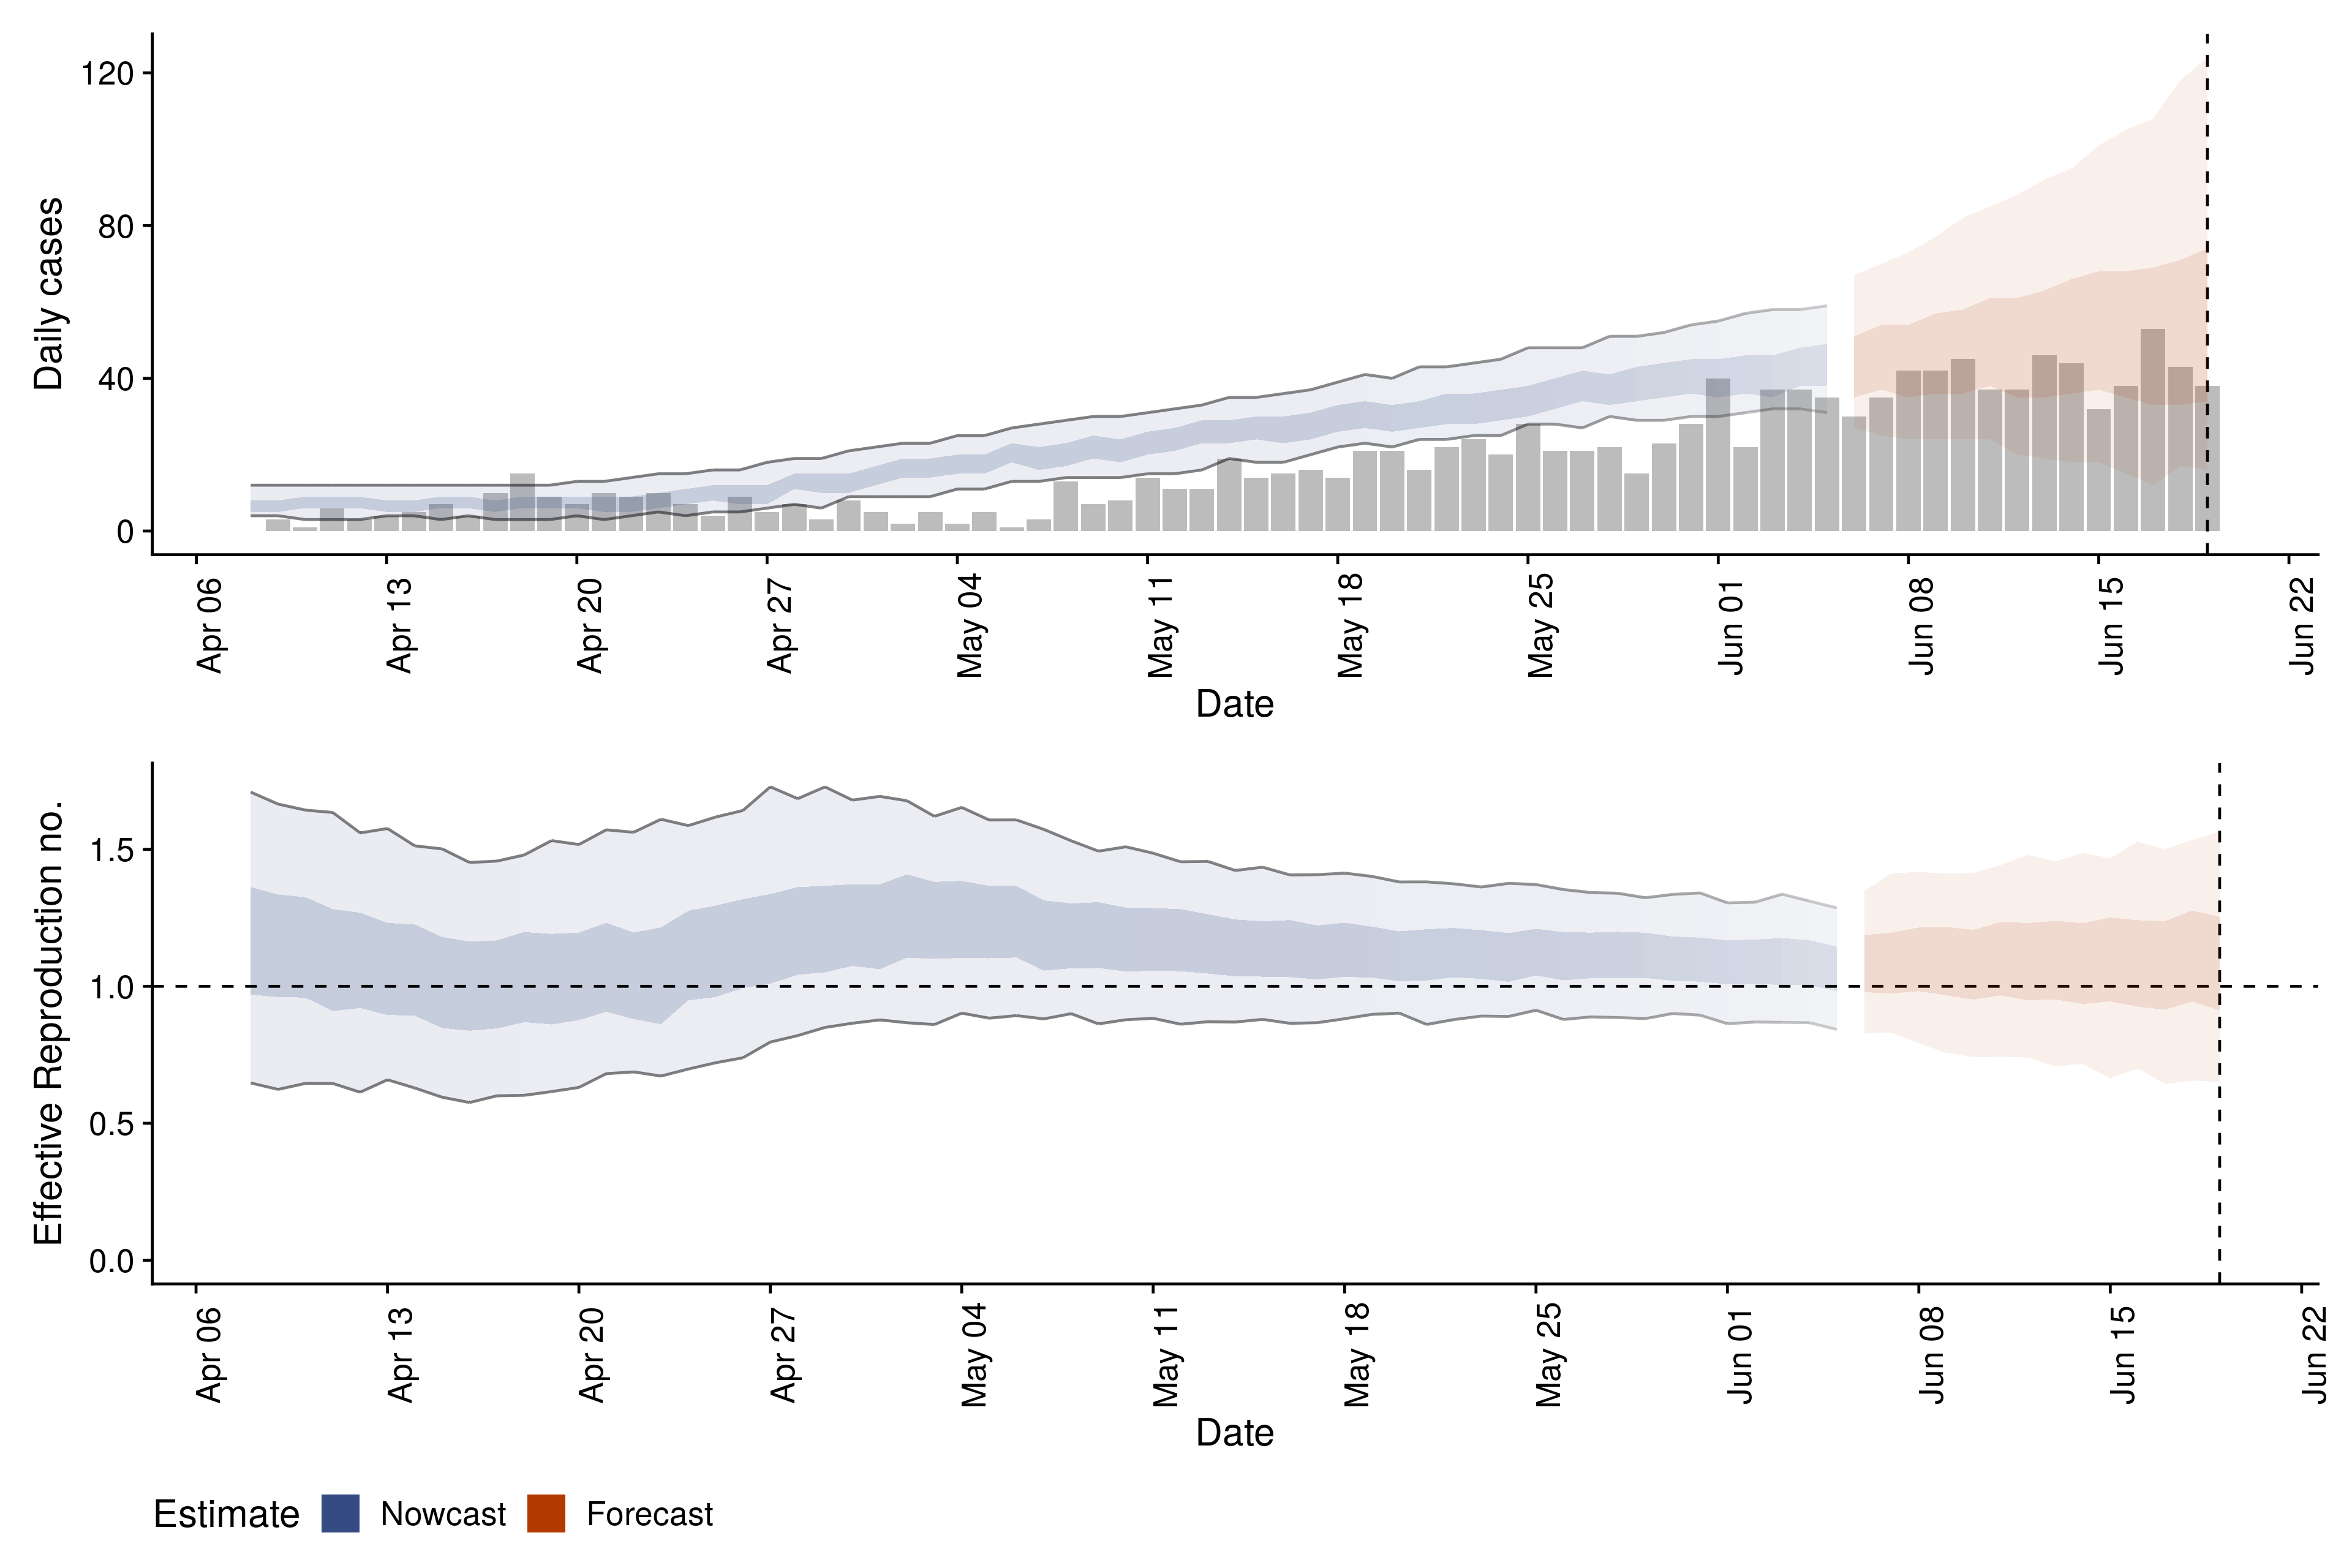 Daily cases
120
80
40
0
Apr 06
Apr 13
Apr 20
Apr 27
May 04
May 11
May 18
May 25
Jun 01
Jun 08
Jun 15
Jun 22
Date
Effective Reproduction no.
1.5
1.0
0.5
0.0
Apr 06
Apr 13
Apr 20
Apr 27
May 04
May 11
May 18
May 25
Jun 01
Jun 08
Jun 15
Jun 22
Date
Estimate Nowcast Forecast